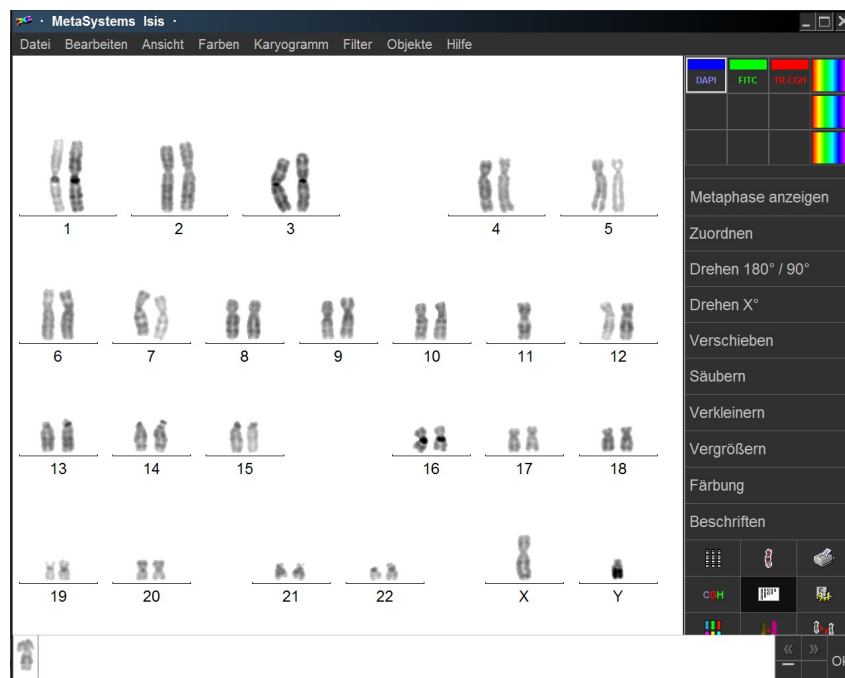 · MetaSystems Isis ·
Datei Bearbeiten Ansicht Farben Karyogramm Filter Objekte Hilfe
DAPI FITC TR-CGH
Metaphase anzeigen
1 2 3 4 5
Zuordnen
Drehen 180° / 90°
Drehen X°
Verschieben
6 7 8 9 10 11 12
Säubern
Verkleinern
Vergrößern
13 14 15 16 17 18
Färbung
Beschriften
CGH
19 20 21 22 X Y
« »
Ok